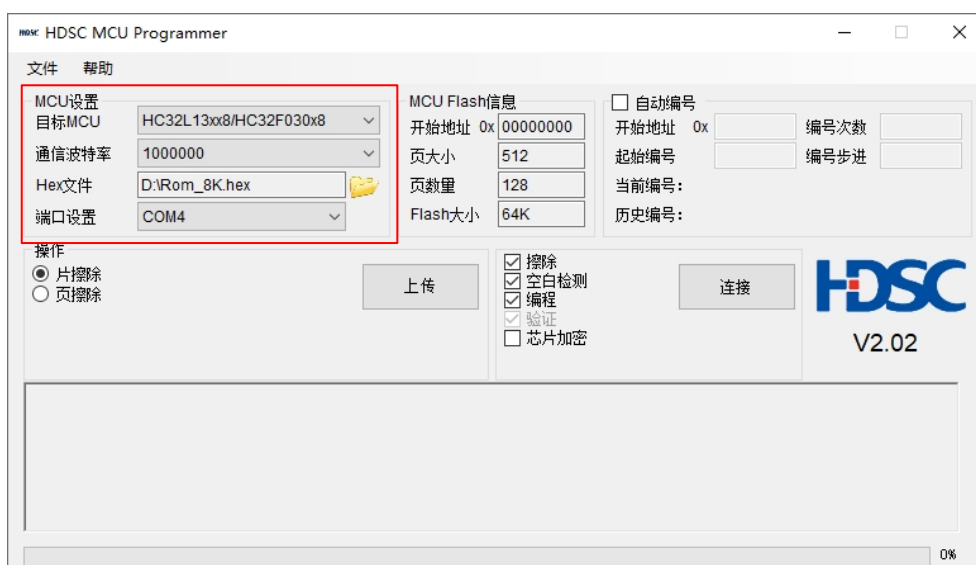 HDSC HDSC MCU Programmer
文件 帮助
MCU设置
目标MCU HC32L13xx8/HC32F030x8
通信波特率 1000000
Hex文件 D:\Rom_8K.hex
端口设置 COM4
MCU Flash信息
开始地址 0x 00000000
页大小 512
页数量 128
Flash大小 64K
自动编号
开始地址 0x 编号次数
起始编号 编号步进
当前编号：
历史编号：
操作
片擦除
页擦除
上传
擦除
空白检测
编程
验证
芯片加密
连接
HDSC
V2.02
0%